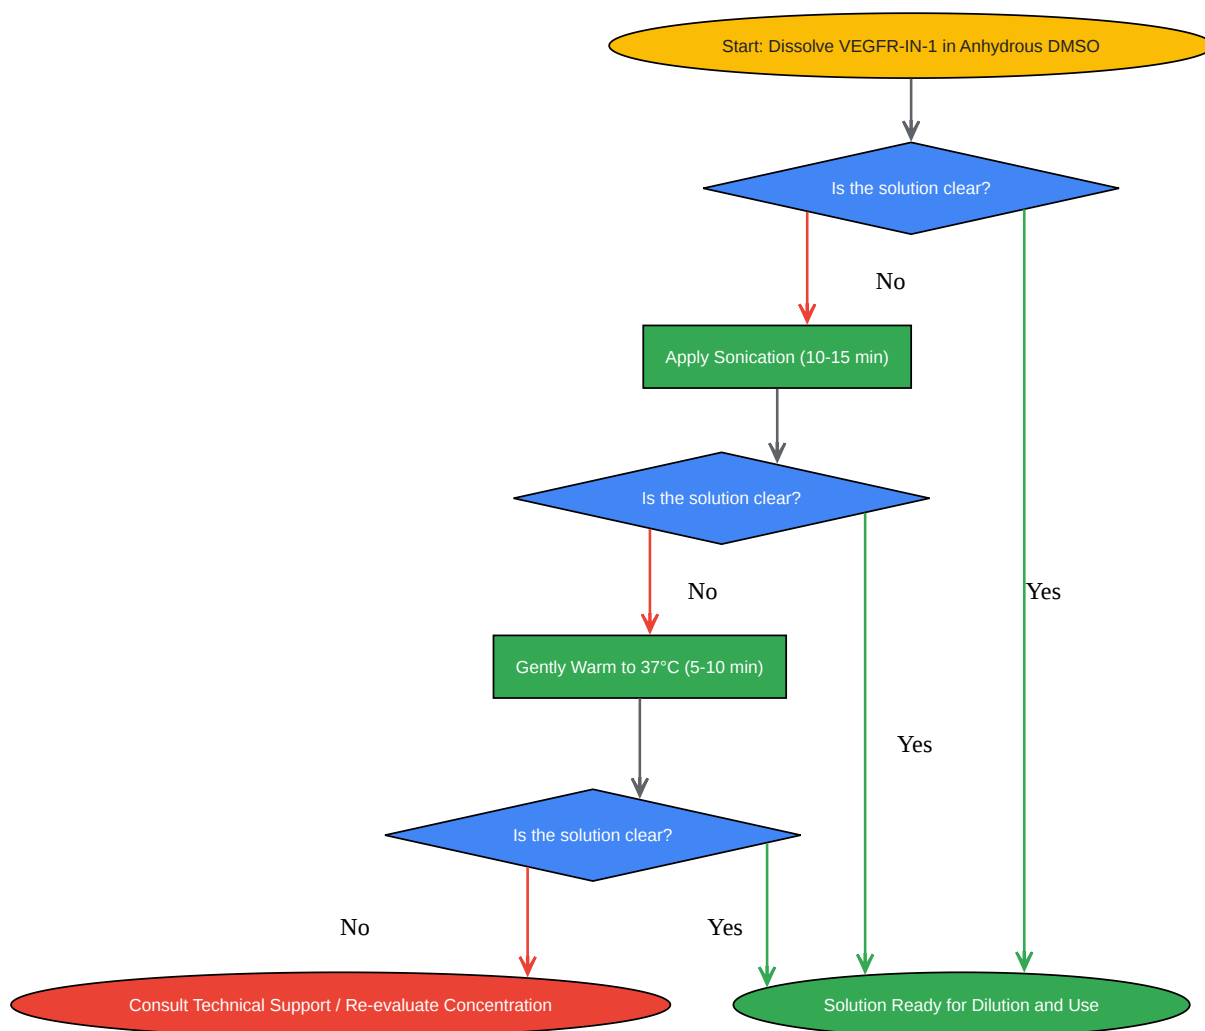 Start: Dissolve VEGFR-IN-1 in Anhydrous DMSO
Is the solution clear?
No
Apply Sonication (10-15 min)
Is the solution clear?
No
Yes
Gently Warm to 37°C (5-10 min)
Yes
Is the solution clear?
No
Yes
Consult Technical Support / Re-evaluate Concentration
Solution Ready for Dilution and Use